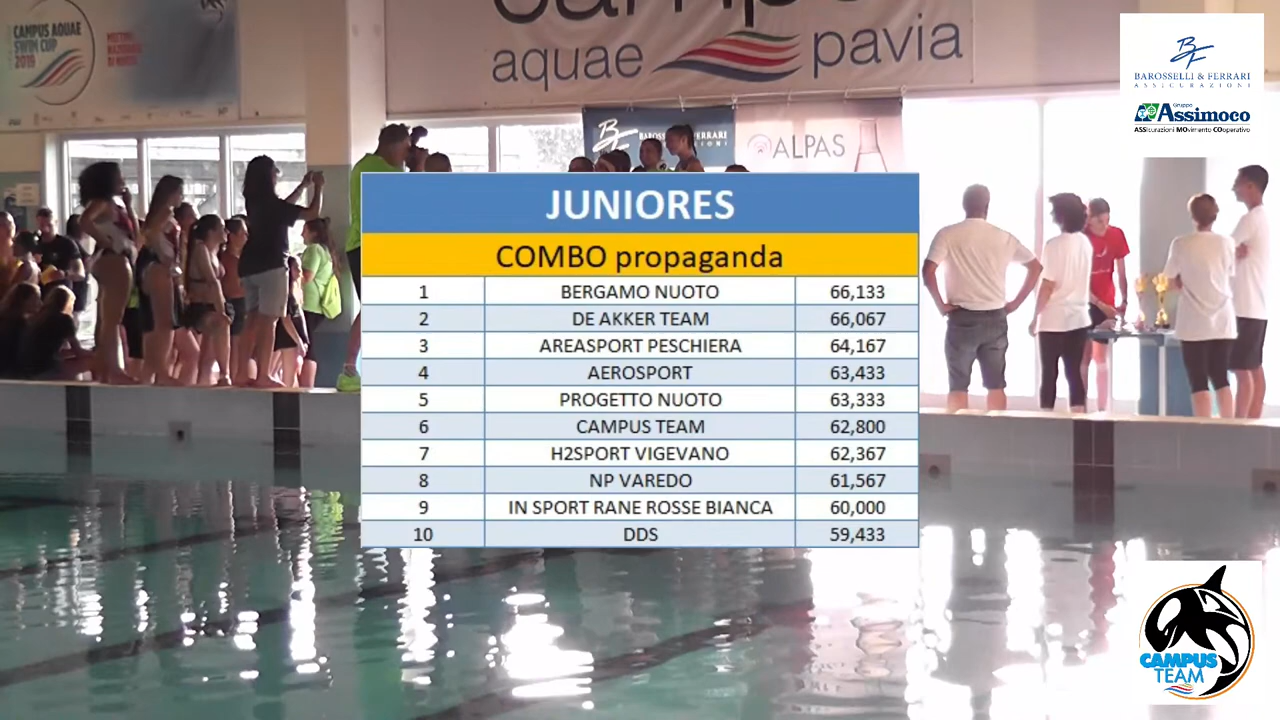 CAMPUS AQUAE
SWIM CUP
2019
campus
aquae pavia
BF
BAROSSELLI & FERRARI
ASSICURAZIONI
Gruppo
Assimoco
ASSicurazioni MOvimento COoperativo
BAROSSELLI & FERRARI
ALPAS
JUNIORES
COMBO propaganda
1 BERGAMO NUOTO 66,133
2 DE AKKER TEAM 66,067
3 AREASPORT PESCHIERA 64,167
4 AEROSPORT 63,433
5 PROGETTO NUOTO 63,333
6 CAMPUS TEAM 62,800
7 H2SPORT VIGEVANO 62,367
8 NP VAREDO 61,567
9 IN SPORT RANE ROSSE BIANCA 60,000
10 DDS 59,433
CAMPUS
TEAM